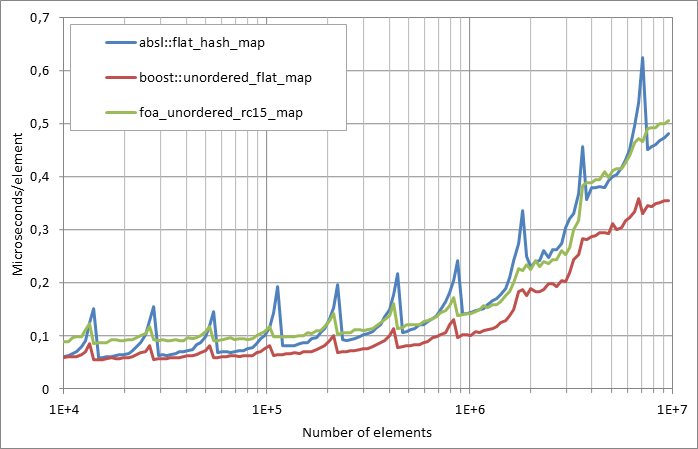 0,7
0,6
0,5
0,4
0,3
0,2
0,1
0
Microseconds/element
absl::flat_hash_map
boost::unordered_flat_map
foa_unordered_rc15_map
1E+4 1E+5 1E+6 1E+7
Number of elements